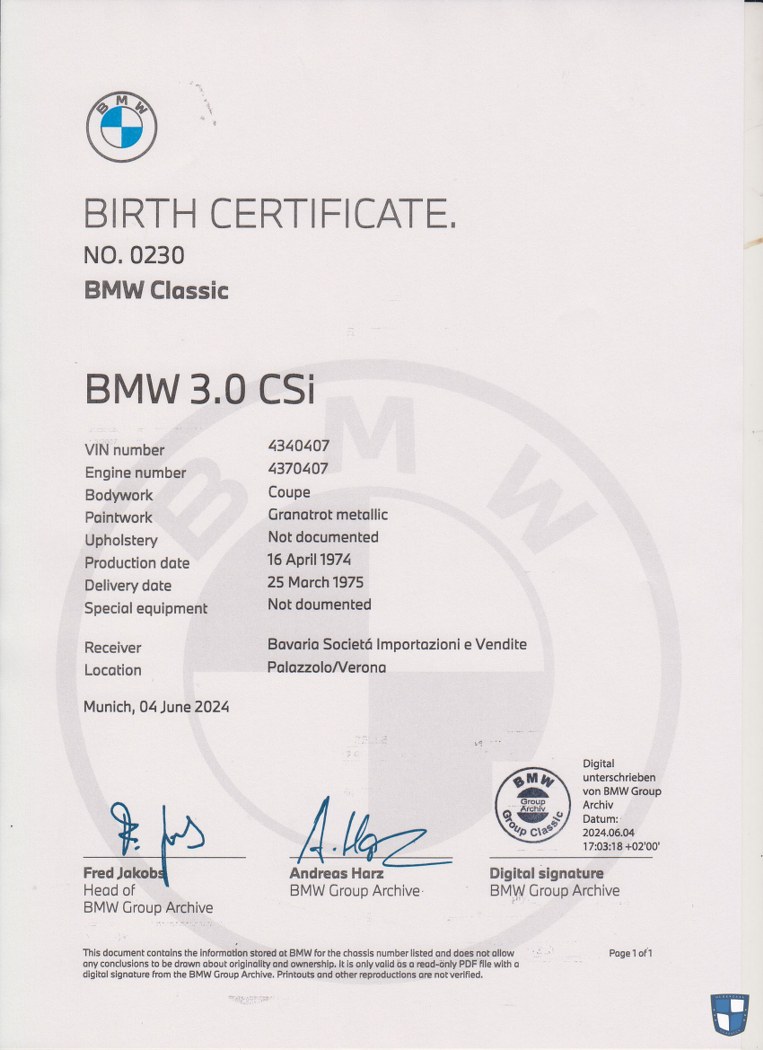 BMW
BIRTH CERTIFICATE.
NO. 0230
BMW Classic
BMW 3.0 CSi
BMW
VIN number 4340407
Engine number 4370407
Bodywork Coupe
Paintwork Granatrot metallic
Upholstery Not documented
Production date 16 April 1974
Delivery date 25 March 1975
Special equipment Not doumented
Receiver Bavaria Societá Importazioni e Vendite
Location Palazzolo/Verona
Munich, 04 June 2024
BMW
Group
Archiv
Group Classic
Digital
unterschrieben
von BMW Group
Archiv
Datum:
2024.06.04
17:03:18 +02'00'
A. Harz
Fred Jakobs
Head of
BMW Group Archive
Andreas Harz
BMW Group Archive
Digital signature
BMW Group Archive
This document contains the information stored at BMW for the chassis number listed and does not allow
any conclusions to be drawn about originality and ownership. It is only valid as a read-only PDF file with a
digital signature from the BMW Group Archive. Printouts and other reproductions are not verified.
Page 1 of 1